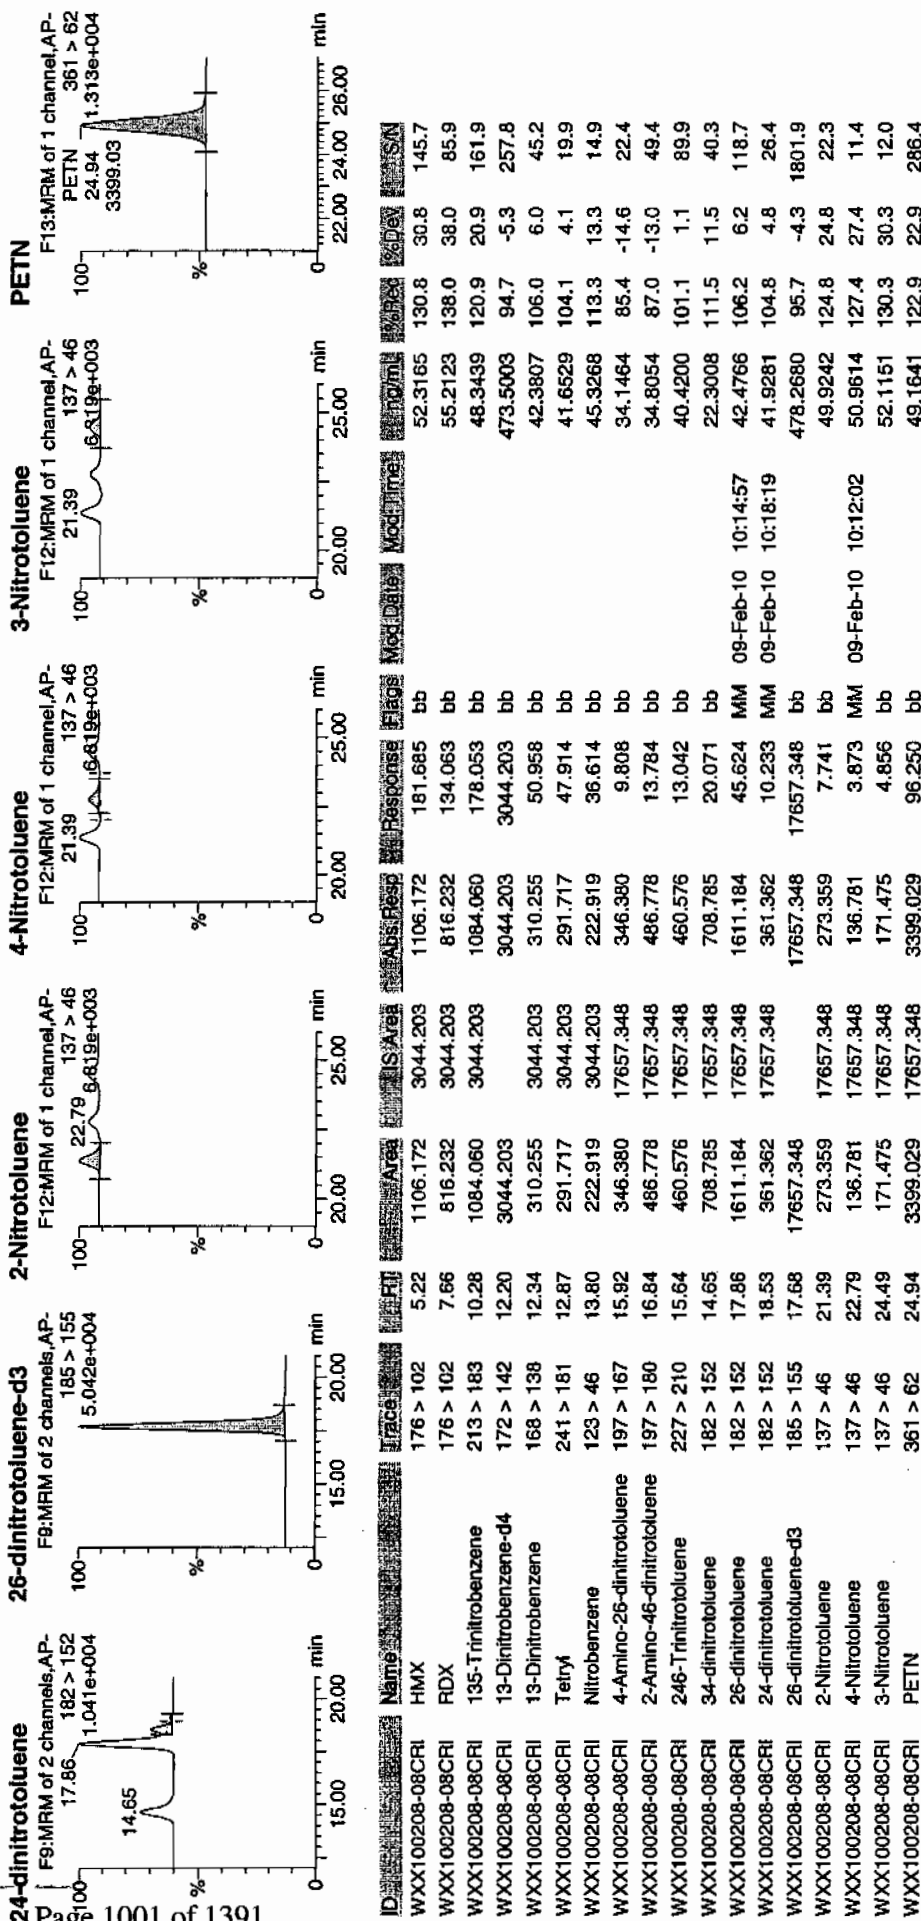 24-dinitrotoluene
F9:MRM of 2 channels,AP-
182 > 152
17.86
1.041e+004
14.65
100
%
0
15.00 20.00 min
26-dinitrotoluene-d3
F9:MRM of 2 channels,AP-
185 > 155
5.042e+004
100
%
0
15.00 20.00 min
2-Nitrotoluene
F12:MRM of 1 channel,AP-
137 > 46
22.79 6.819e+003
100
%
0
20.00 25.00 min
4-Nitrotoluene
F12:MRM of 1 channel,AP-
137 > 46
21.39 6.819e+003
100
%
0
20.00 25.00 min
3-Nitrotoluene
F12:MRM of 1 channel,AP-
137 > 46
21.39 6.819e+003
100
%
0
20.00 25.00 min
PETN
F13:MRM of 1 channel,AP-
PETN 361 > 62
24.94 1.313e+004
3399.03
100
%
0
22.00 24.00 26.00 min
ID Name Trace RT Area IS Area Abs.Resp Response Flags Mod.Date Mod.Time ng/mL %Rec %Dev S/N
WXX100208-08CRI HMX 176 > 102 5.22 1106.172 3044.203 1106.172 181.685 bb 52.3165 130.8 30.8 145.7
WXX100208-08CRI RDX 176 > 102 7.66 816.232 3044.203 816.232 134.063 bb 55.2123 138.0 38.0 85.9
WXX100208-08CRI 135-Trinitrobenzene 213 > 183 10.28 1084.060 3044.203 1084.060 178.053 bb 48.3439 120.9 20.9 161.9
WXX100208-08CRI 13-Dinitrobenzene-d4 172 > 142 12.20 3044.203 3044.203 3044.203 bb 473.5003 94.7 -5.3 257.8
WXX100208-08CRI 13-Dinitrobenzene 168 > 138 12.34 310.255 3044.203 310.255 50.958 bb 42.3807 106.0 6.0 45.2
WXX100208-08CRI Tetryl 241 > 181 12.87 291.717 3044.203 291.717 47.914 bb 41.6529 104.1 4.1 19.9
WXX100208-08CRI Nitrobenzene 123 > 46 13.80 222.919 3044.203 222.919 36.614 bb 45.3268 113.3 13.3 14.9
WXX100208-08CRI 4-Amino-26-dinitrotoluene 197 > 167 15.92 346.380 17657.348 346.380 9.808 bb 34.1464 85.4 -14.6 22.4
WXX100208-08CRI 2-Amino-46-dinitrotoluene 197 > 180 16.84 486.778 17657.348 486.778 13.784 bb 34.8054 87.0 -13.0 49.4
WXX100208-08CRI 246-Trinitrotoluene 227 > 210 15.64 460.576 17657.348 460.576 13.042 bb 40.4200 101.1 1.1 89.9
WXX100208-08CRI 34-dinitrotoluene 182 > 152 14.65 708.785 17657.348 708.785 20.071 bb 22.3008 111.5 11.5 40.3
WXX100208-08CRI 26-dinitrotoluene 182 > 152 17.86 1611.184 17657.348 1611.184 45.624 MM 09-Feb-10 10:14:57 42.4766 106.2 6.2 118.7
WXX100208-08CRI 24-dinitrotoluene 182 > 152 18.53 361.362 17657.348 361.362 10.233 MM 09-Feb-10 10:18:19 41.9281 104.8 4.8 26.4
WXX100208-08CRI 26-dinitrotoluene-d3 185 > 155 17.68 17657.348 17657.348 17657.348 bb 478.2680 95.7 -4.3 1801.9
WXX100208-08CRI 2-Nitrotoluene 137 > 46 21.39 273.359 17657.348 273.359 7.741 bb 49.9242 124.8 24.8 22.3
WXX100208-08CRI 4-Nitrotoluene 137 > 46 22.79 136.781 17657.348 136.781 3.873 MM 09-Feb-10 10:12:02 50.9614 127.4 27.4 11.4
WXX100208-08CRI 3-Nitrotoluene 137 > 46 24.49 171.475 17657.348 171.475 4.856 bb 52.1151 130.3 30.3 12.0
WXX100208-08CRI PETN 361 > 62 24.94 3399.029 17657.348 3399.029 96.250 bb 49.1641 122.9 22.9 286.4
Page 1001 of 1391